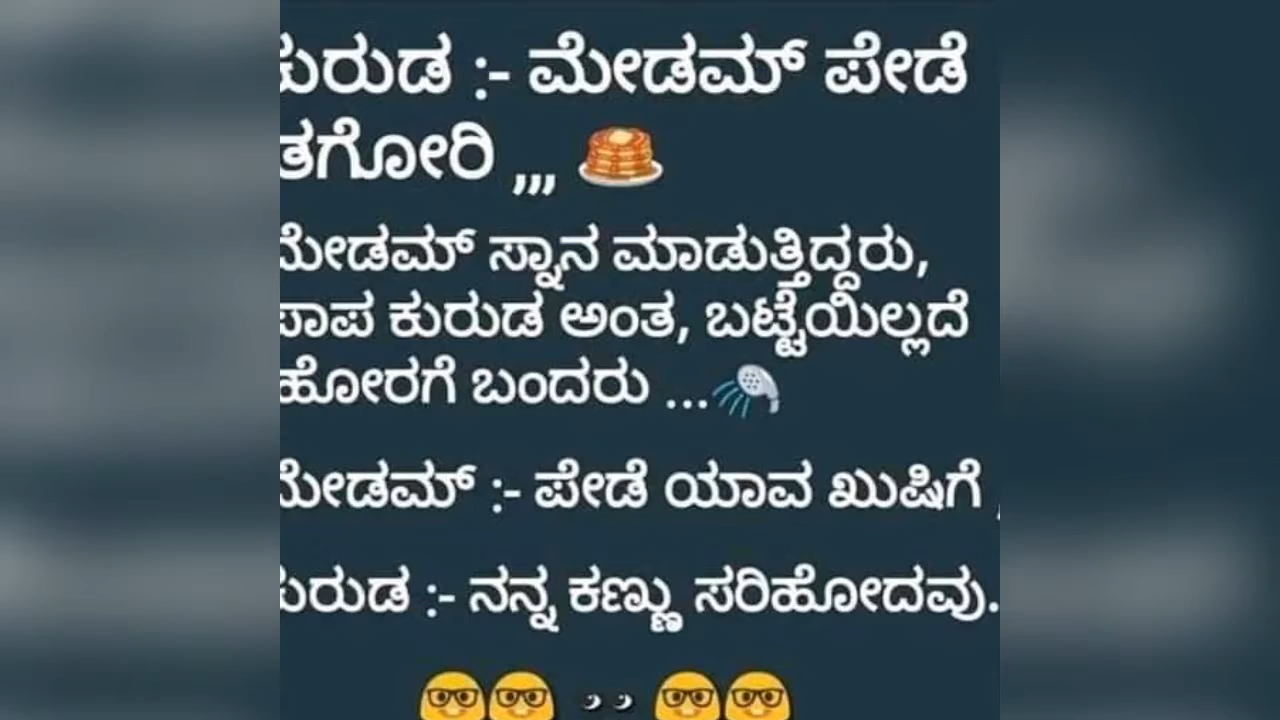 ಕುರುಡ :- ಮೇಡಮ್ ಪೇಡೆ
ತಗೋರಿ ,,,
ಮೇಡಮ್ ಸ್ನಾನ ಮಾಡುತ್ತಿದ್ದರು,
ಪಾಪ ಕುರುಡ ಅಂತ, ಬಟ್ಟೆಯಿಲ್ಲದೆ
ಹೋರಗೆ ಬಂದರು ...
ಮೇಡಮ್ :- ಪೇಡೆ ಯಾವ ಖುಷಿಗೆ ,
ಕುರುಡ :- ನನ್ನ ಕಣ್ಣು ಸರಿಹೋದವು.